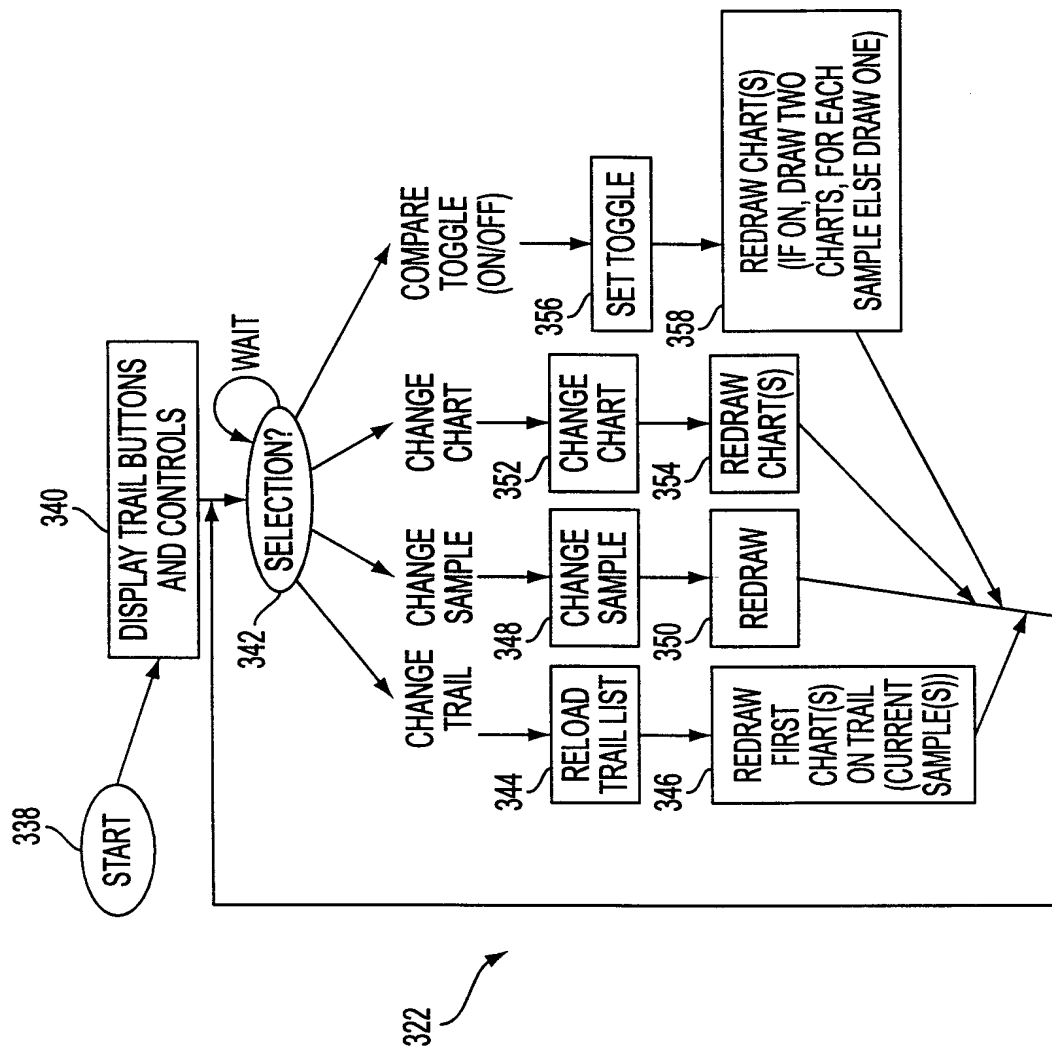 338
START
340
DISPLAY TRAIL BUTTONS
AND CONTROLS
342
SELECTION?
WAIT
CHANGE
TRAIL
CHANGE
SAMPLE
CHANGE
CHART
COMPARE
TOGGLE
(ON/OFF)
344
RELOAD
TRAIL LIST
348
CHANGE
SAMPLE
352
CHANGE
CHART
356
SET TOGGLE
346
REDRAW
FIRST
CHART(S)
ON TRAIL
(CURRENT
SAMPLE(S))
350
REDRAW
354
REDRAW
CHART(S)
358
REDRAW CHART(S)
(IF ON, DRAW TWO
CHARTS, FOR EACH
SAMPLE ELSE DRAW ONE)
322